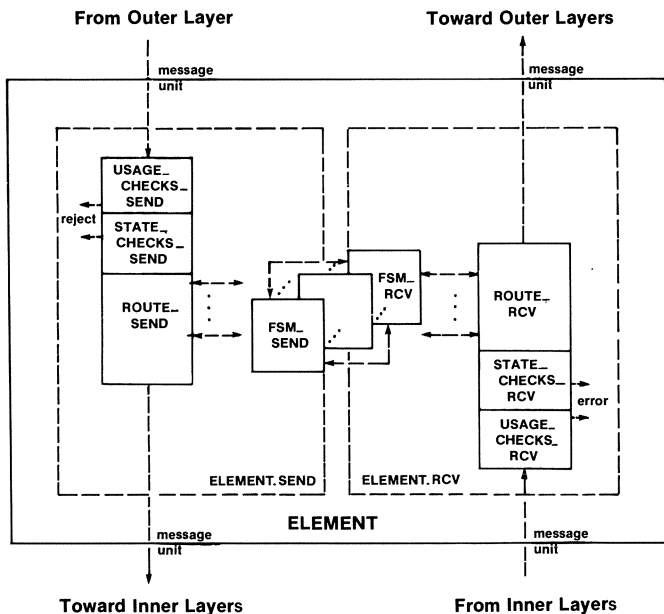 From Outer Layer
Toward Outer Layers
message
unit
message
unit
USAGE_
CHECKS_
SEND
reject
STATE_
CHECKS_
SEND
ROUTE_
SEND
FSM_
SEND
FSM_
RCV
ROUTE_
RCV
STATE_
CHECKS_
RCV
error
USAGE_
CHECKS_
RCV
ELEMENT.SEND
ELEMENT.RCV
ELEMENT
message
unit
message
unit
Toward Inner Layers
From Inner Layers